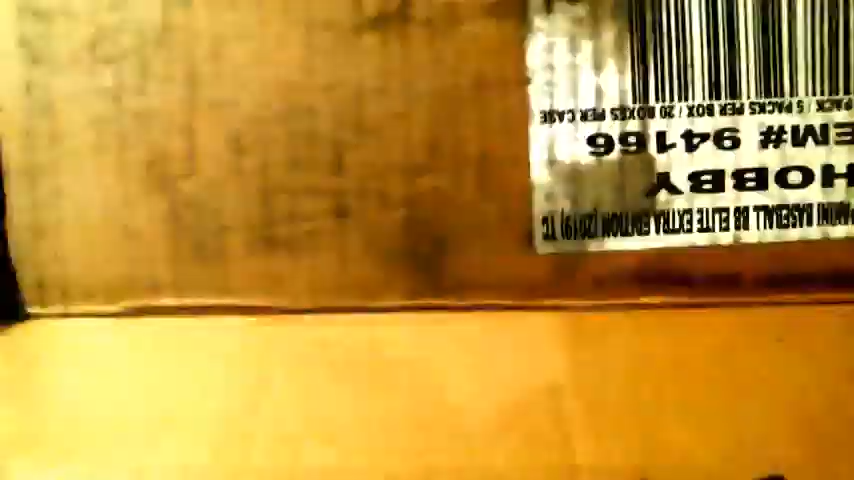 PANINI BASEBALL BB ELITE EXTRA EDITION (2019) TC
HOBBY
EM# 94166
PACK / 5 PACKS PER BOX / 20 BOXES PER CASE